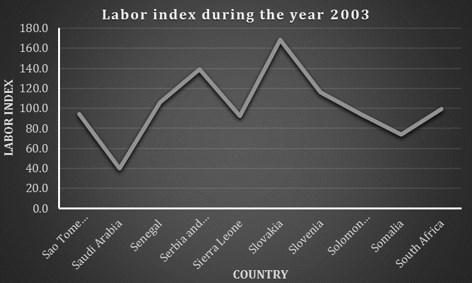 Labor index during the year 2003
180.0
160.0
140.0
120.0
100.0
80.0
60.0
40.0
20.0
0.0
LABOR INDEX
Sao Tome...
Saudi Arabia
Senegal
Serbia and...
Sierra Leone
Slovakia
Slovenia
Solomon...
Somalia
South Africa
COUNTRY